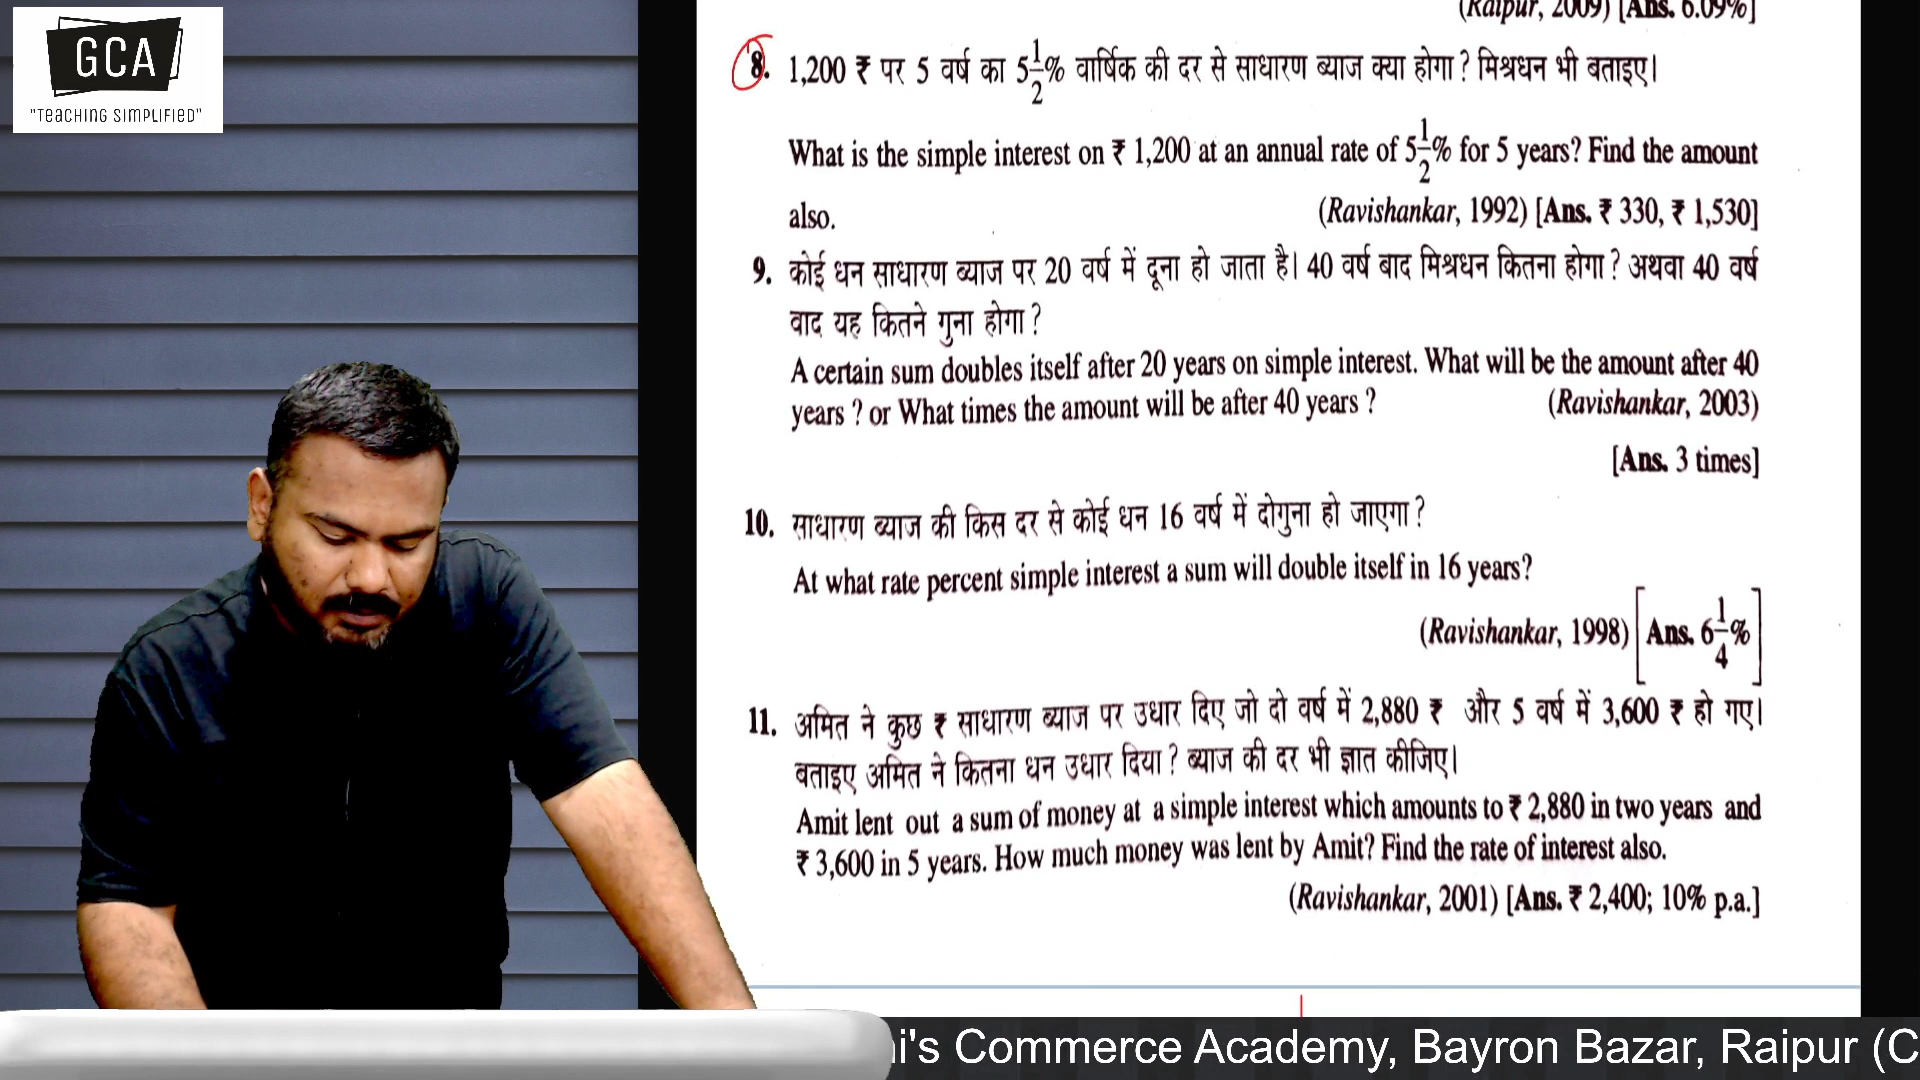 GCA
"Teaching Simplified"
(Raipur, 2009) [Ans. 6.09%]
8. 1,200 ₹ पर 5 वर्ष का 5 1/2% वार्षिक की दर से साधारण ब्याज क्या होगा ? मिश्रधन भी बताइए।
What is the simple interest on ₹ 1,200 at an annual rate of 5 1/2% for 5 years? Find the amount
also. (Ravishankar, 1992) [Ans. ₹ 330, ₹ 1,530]
9. कोई धन साधारण ब्याज पर 20 वर्ष में दूना हो जाता है। 40 वर्ष बाद मिश्रधन कितना होगा ? अथवा 40 वर्ष
वाद यह कितने गुना होगा ?
A certain sum doubles itself after 20 years on simple interest. What will be the amount after 40
years ? or What times the amount will be after 40 years ? (Ravishankar, 2003)
[Ans. 3 times]
10. साधारण ब्याज की किस दर से कोई धन 16 वर्ष में दोगुना हो जाएगा ?
At what rate percent simple interest a sum will double itself in 16 years?
(Ravishankar, 1998) [Ans. 6 1/4%]
11. अमित ने कुछ ₹ साधारण ब्याज पर उधार दिए जो दो वर्ष में 2,880 ₹ और 5 वर्ष में 3,600 ₹ हो गए।
बताइए अमित ने कितना धन उधार दिया ? ब्याज की दर भी ज्ञात कीजिए।
Amit lent out a sum of money at a simple interest which amounts to ₹ 2,880 in two years and
₹ 3,600 in 5 years. How much money was lent by Amit? Find the rate of interest also.
(Ravishankar, 2001) [Ans. ₹ 2,400; 10% p.a.]
i's Commerce Academy, Bayron Bazar, Raipur (C